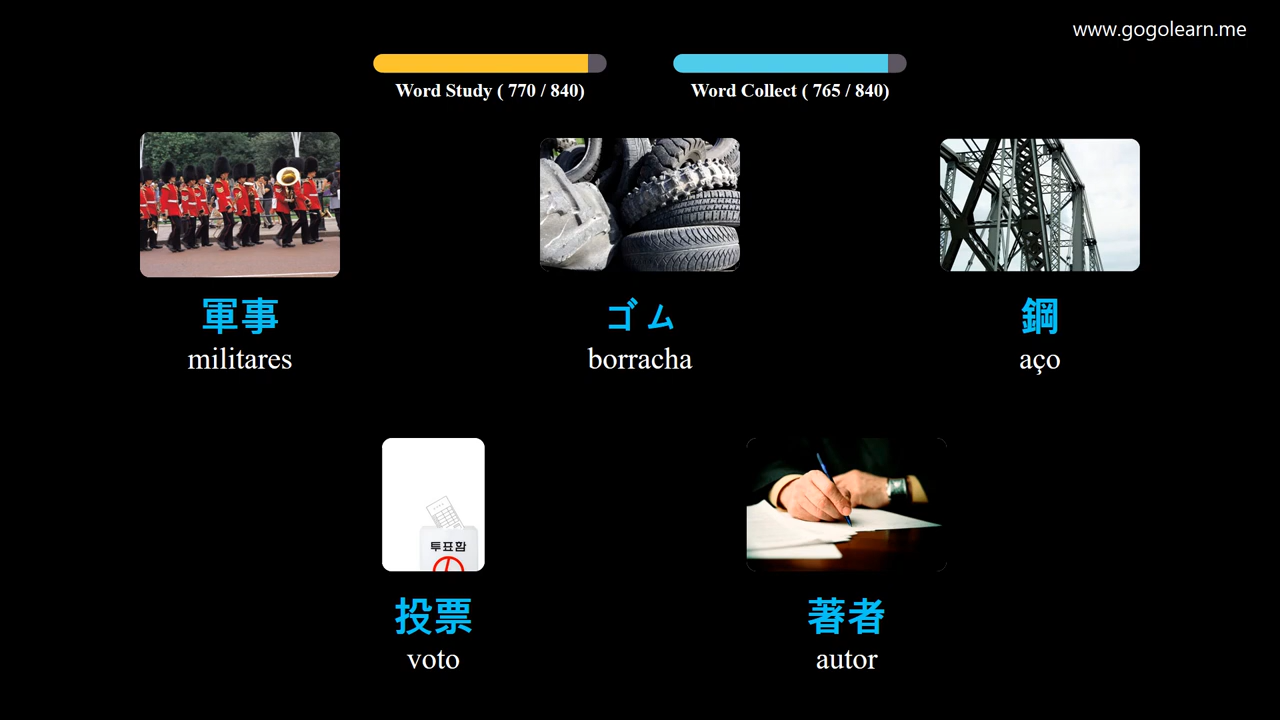 www.gogolearn.me
Word Study ( 770 / 840)
Word Collect ( 765 / 840)
軍事
militares
ゴム
borracha
鋼
aço
투표함
投票
voto
著者
autor